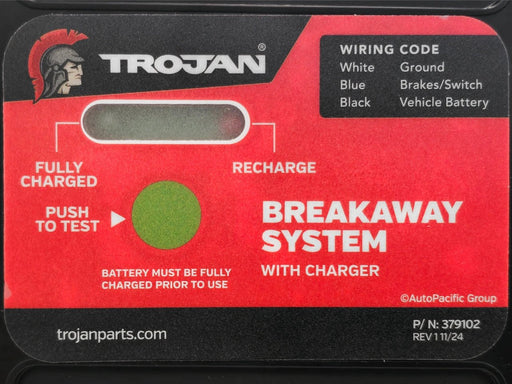 TROJAN®
WIRING CODE
White Ground
Blue Brakes/Switch
Black Vehicle Battery
FULLY
CHARGED
RECHARGE
PUSH
TO TEST
BREAKAWAY
SYSTEM
WITH CHARGER
BATTERY MUST BE FULLY
CHARGED PRIOR TO USE
©AutoPacific Group
trojanparts.com
P/ N: 379102
REV 1 11/24